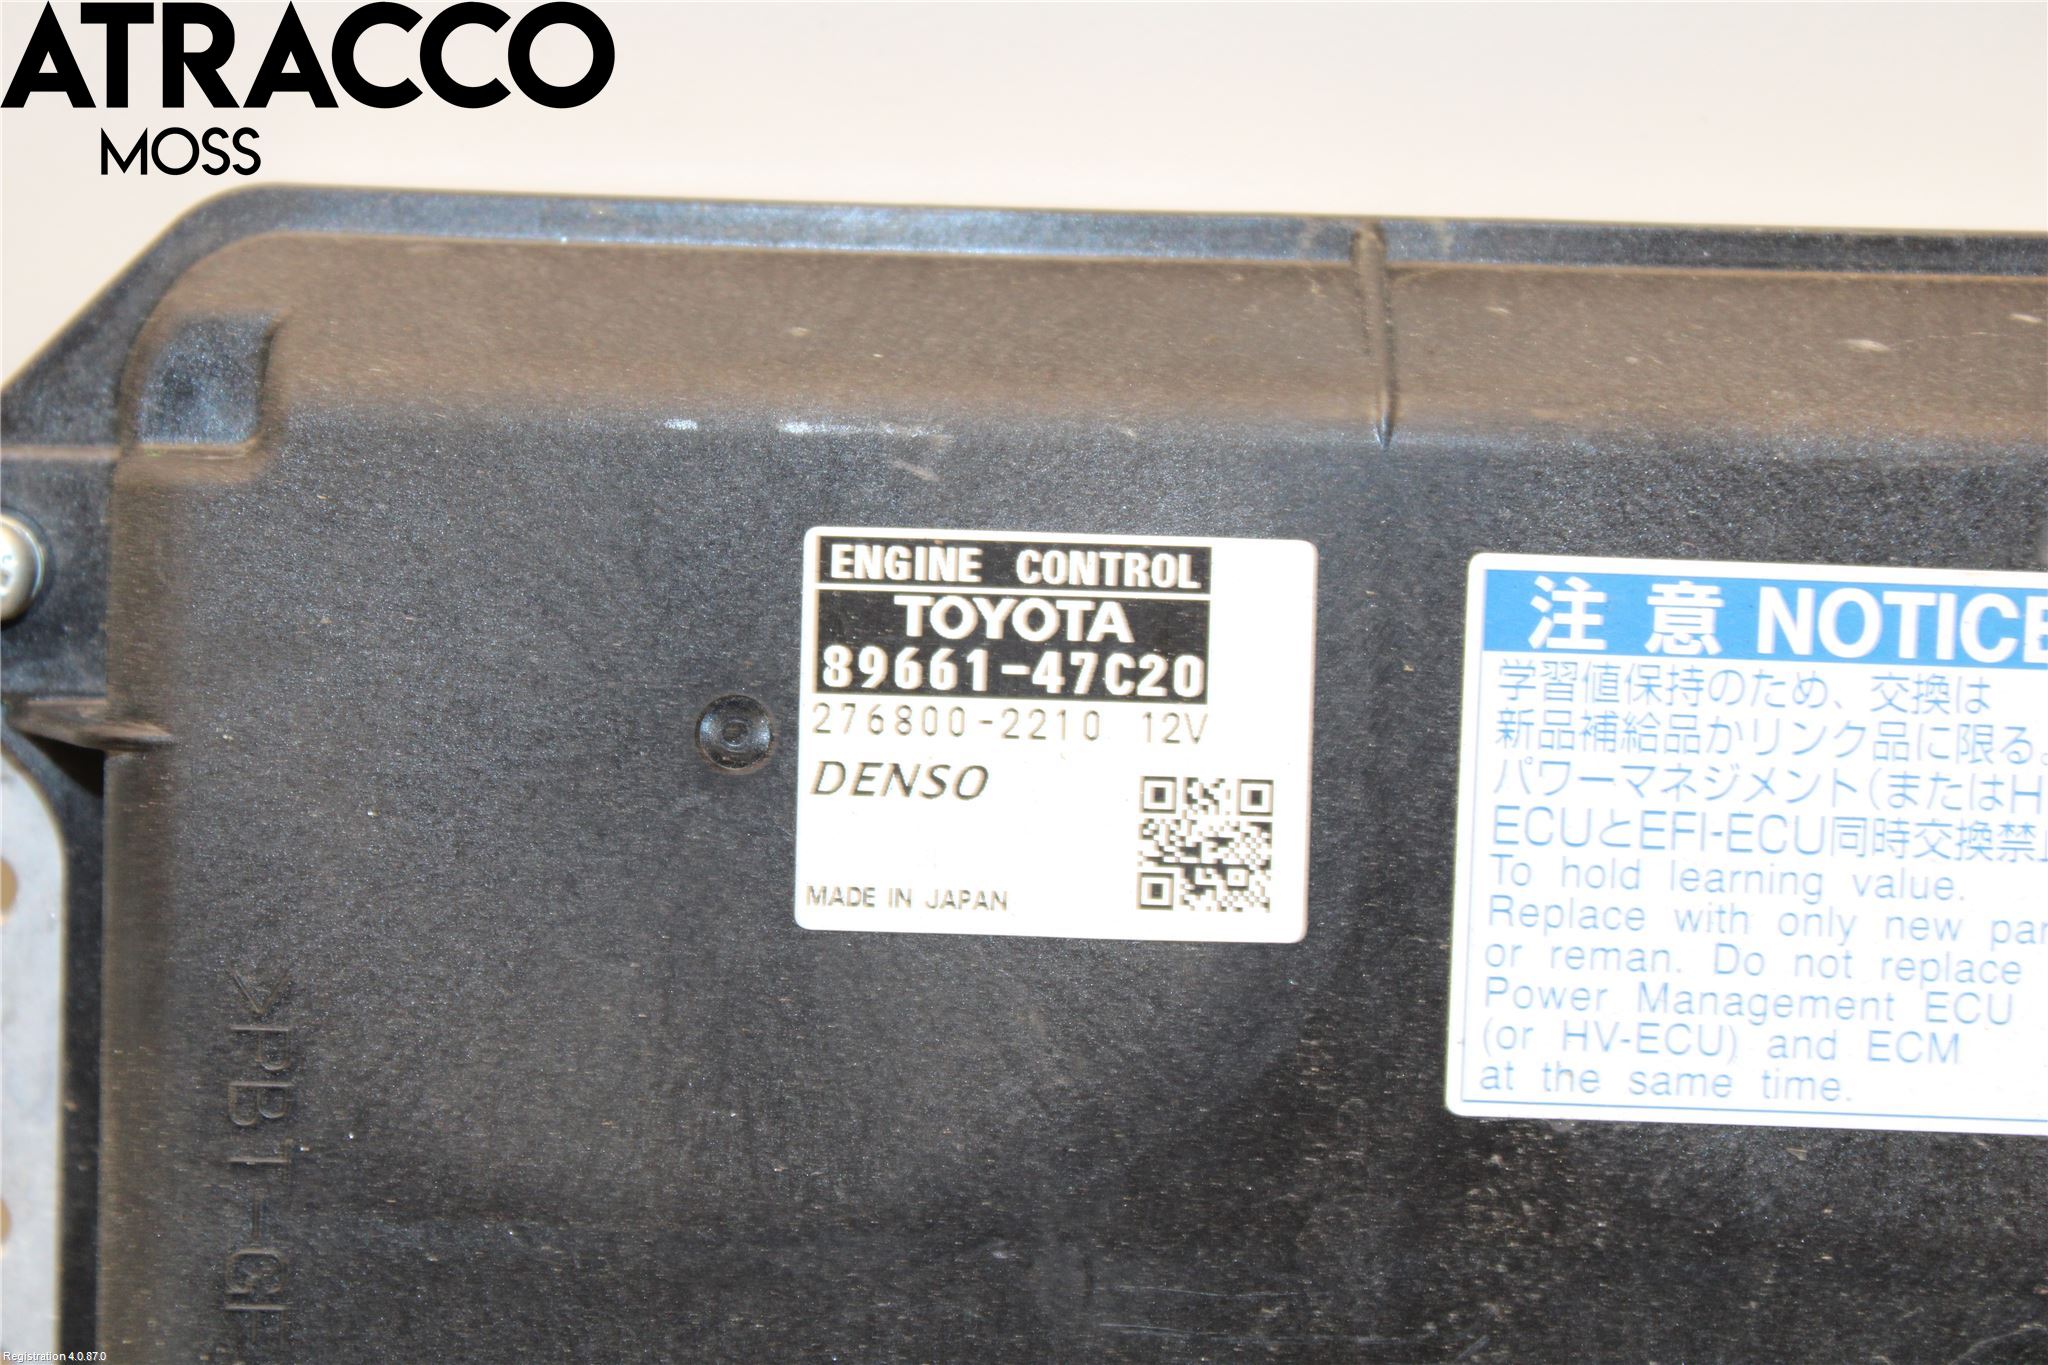 ATRACCO
MOSS
ENGINE CONTROL
TOYOTA
89661-47C20
276800-2210 12V
DENSO
MADE IN JAPAN
注意 NOTICE
学習値保持のため、交換は
新品補給品かリンク品に限る。
パワーマネジメント(またはH
ECUとEFI-ECU同時交換禁止
To hold learning value.
Replace with only new par
or reman. Do not replace
Power Management ECU
(or HV-ECU) and ECM
at the same time.
>PBT-G
Registration 4.0.87.0